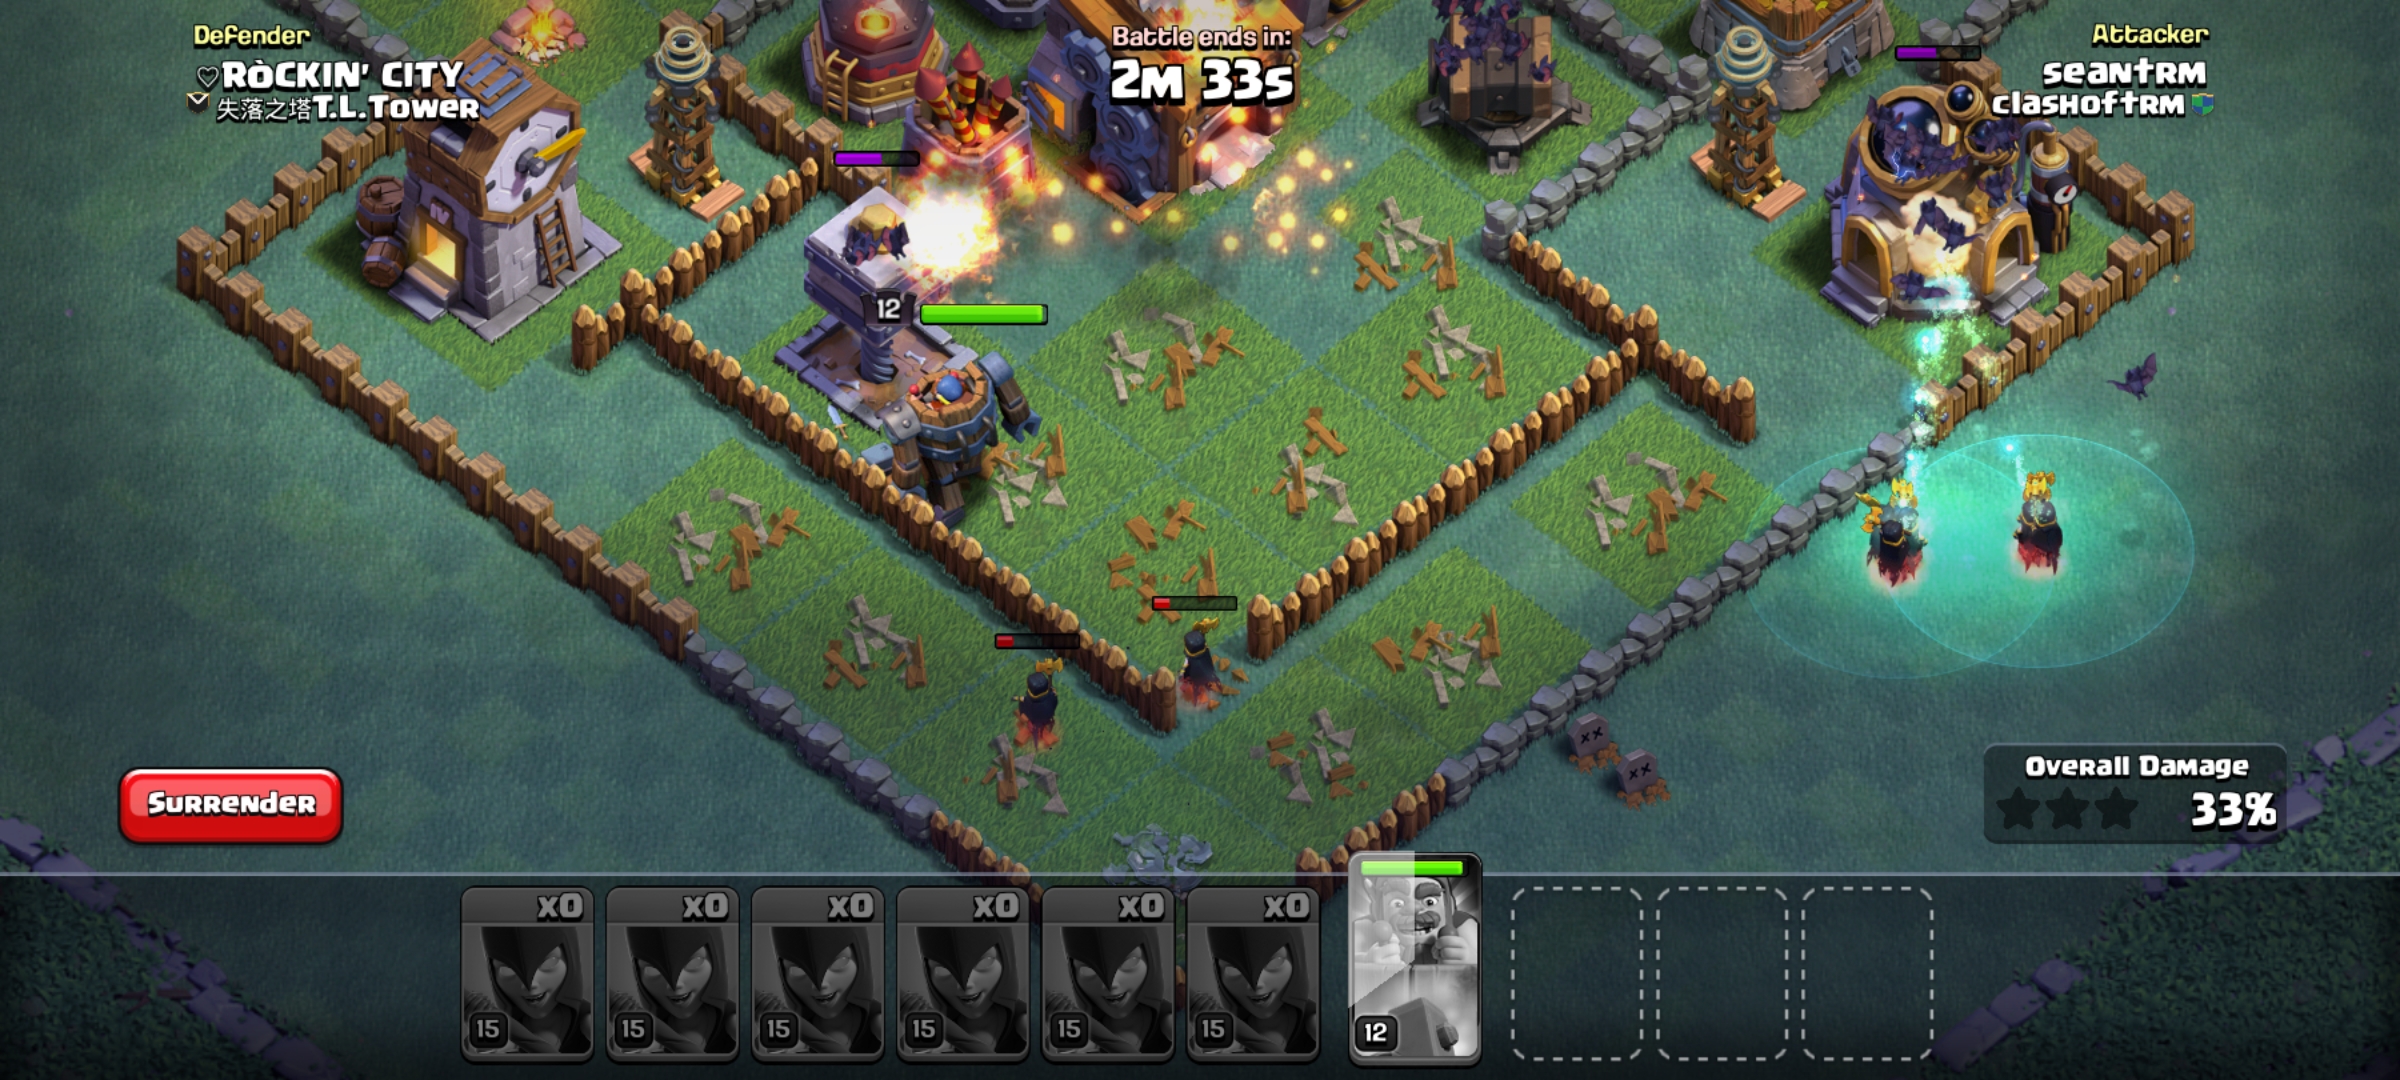 Defender
♡RÒCKIN' CITY
失落之塔T.L.Tower
Battle ends in:
2M 33s
Attacker
seantRM
clashoftRM
IV
12
Surrender
Overall Damage
33%
x0 x0 x0 x0 x0 x0
15 15 15 15 15 15 12